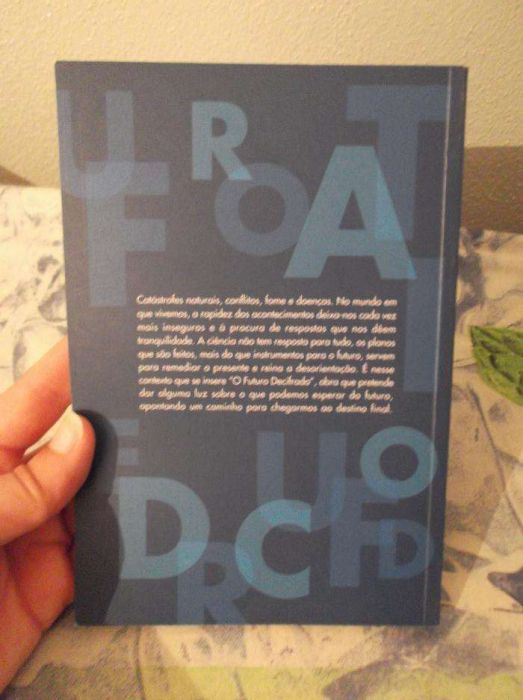 U R O A T
F
Catástrofes naturais, conflitos, fome e doenças. No mundo em
que vivemos, a rapidez dos acontecimentos deixa-nos cada vez
mais inseguros e à procura de respostas que nos dêem
tranquilidade. A ciência não tem resposta para tudo, os planos
que são feitos, mais do que instrumentos para o futuro, servem
para remediar o presente e reina a desorientação. É nesse
contexto que se insere "O Futuro Decifrado", obra que pretende
dar alguma luz sobre o que podemos esperar do futuro,
apontando um caminho para chegarmos ao destino final.
E U O
D R C F D